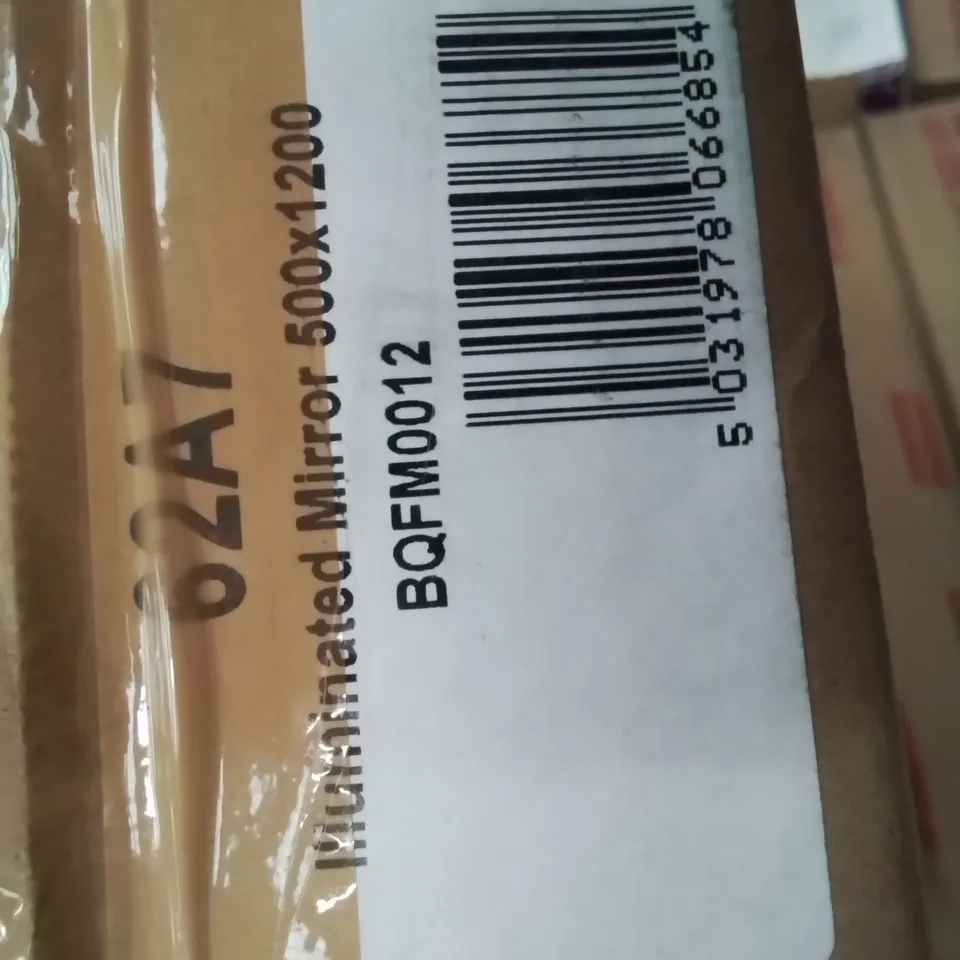 62A7
Illuminated Mirror 500x1200
BQFM0012
5 031978 066854